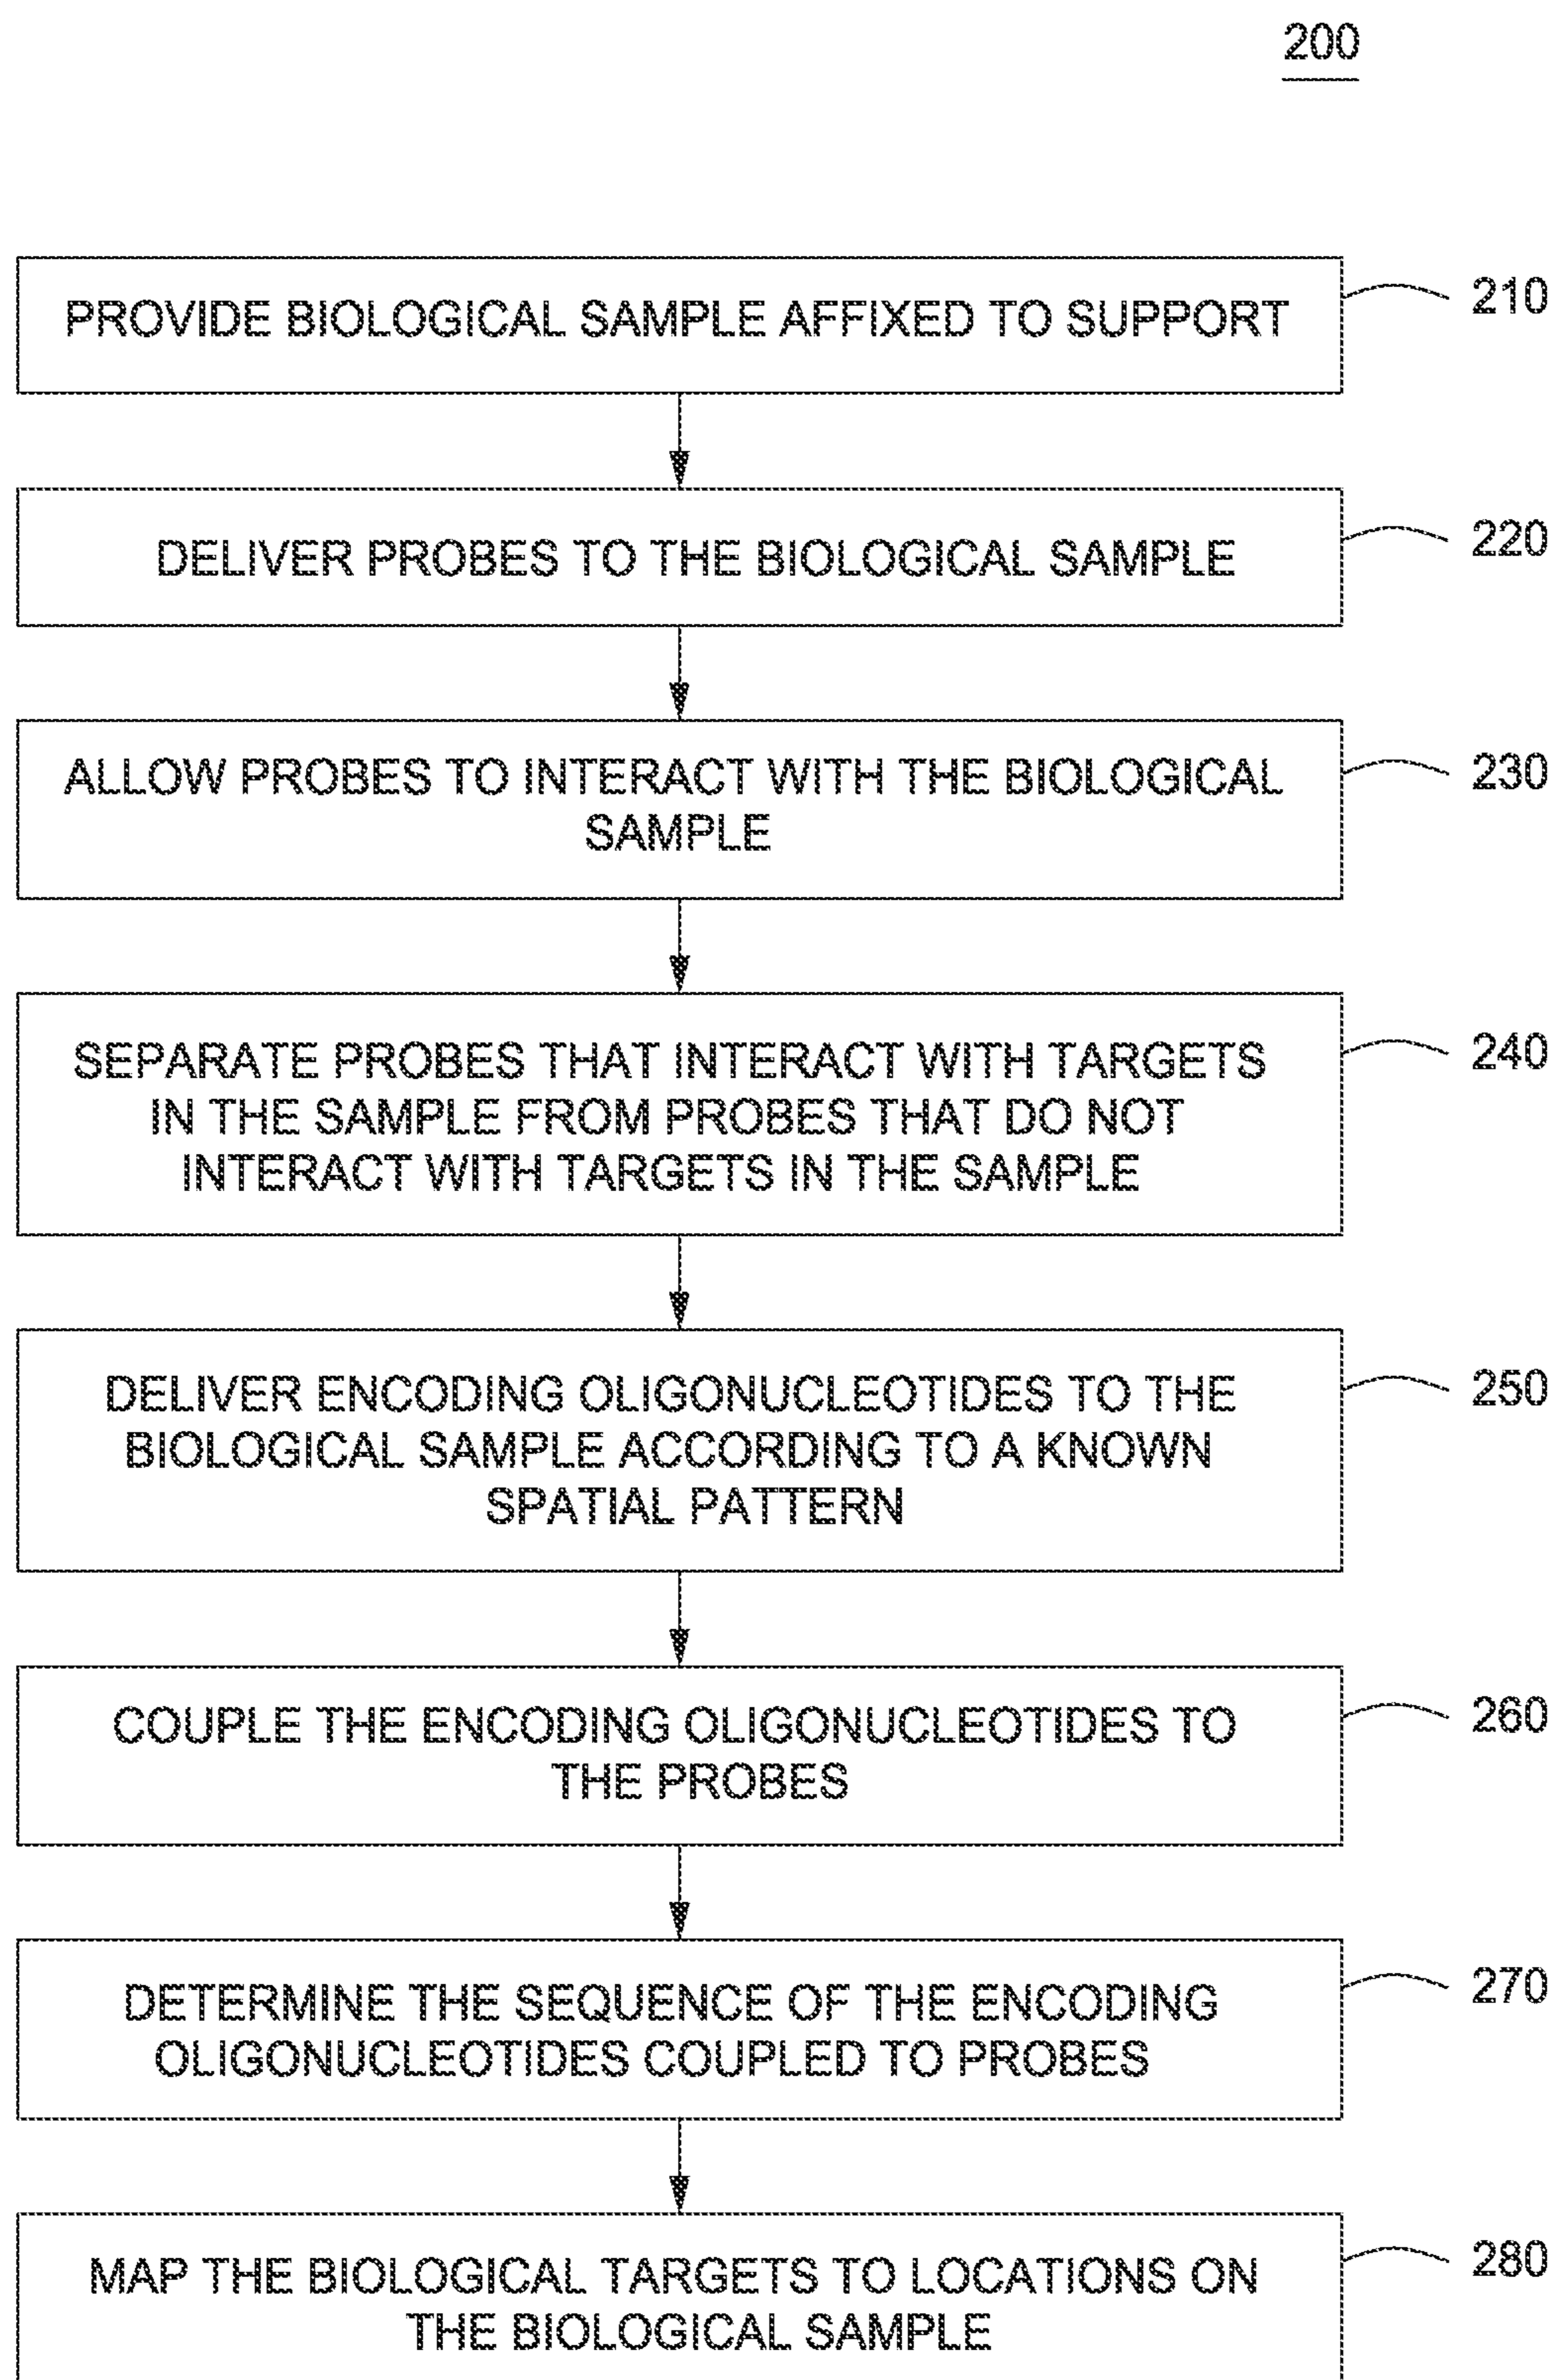 200
PROVIDE BIOLOGICAL SAMPLE AFFIXED TO SUPPORT
210
DELIVER PROBES TO THE BIOLOGICAL SAMPLE
220
ALLOW PROBES TO INTERACT WITH THE BIOLOGICAL
SAMPLE
230
SEPARATE PROBES THAT INTERACT WITH TARGETS
IN THE SAMPLE FROM PROBES THAT DO NOT
INTERACT WITH TARGETS IN THE SAMPLE
240
DELIVER ENCODING OLIGONUCLEOTIDES TO THE
BIOLOGICAL SAMPLE ACCORDING TO A KNOWN
SPATIAL PATTERN
250
COUPLE THE ENCODING OLIGONUCLEOTIDES TO
THE PROBES
260
DETERMINE THE SEQUENCE OF THE ENCODING
OLIGONUCLEOTIDES COUPLED TO PROBES
270
MAP THE BIOLOGICAL TARGETS TO LOCATIONS ON
THE BIOLOGICAL SAMPLE
280